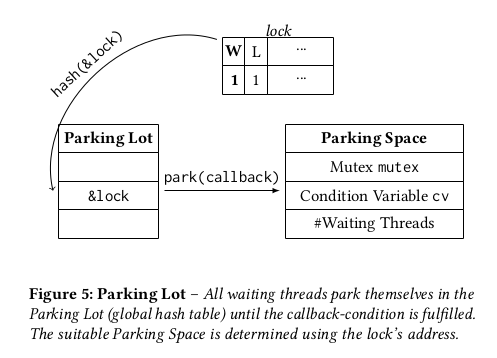 lock
W L ...
1 1 ...
hash(&lock)
Parking Lot
&lock
park(callback)
Parking Space
Mutex mutex
Condition Variable cv
#Waiting Threads
Figure 5: Parking Lot – All waiting threads park themselves in the
Parking Lot (global hash table) until the callback-condition is fulfilled.
The suitable Parking Space is determined using the lock's address.